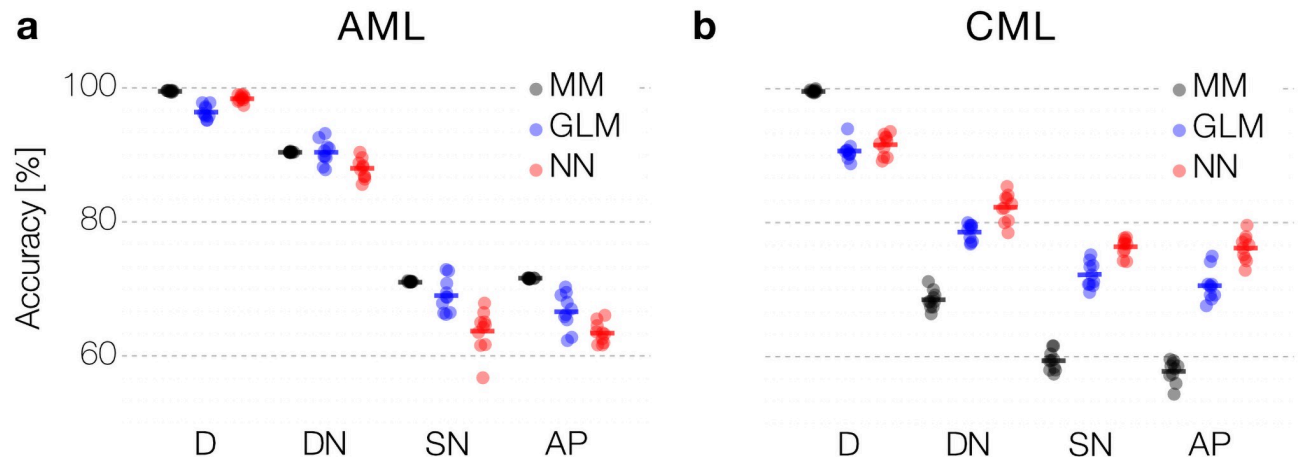 a
AML
b
CML
Accuracy [%]
100
80
60
MM
GLM
NN
D
DN
SN
AP
MM
GLM
NN
D
DN
SN
AP